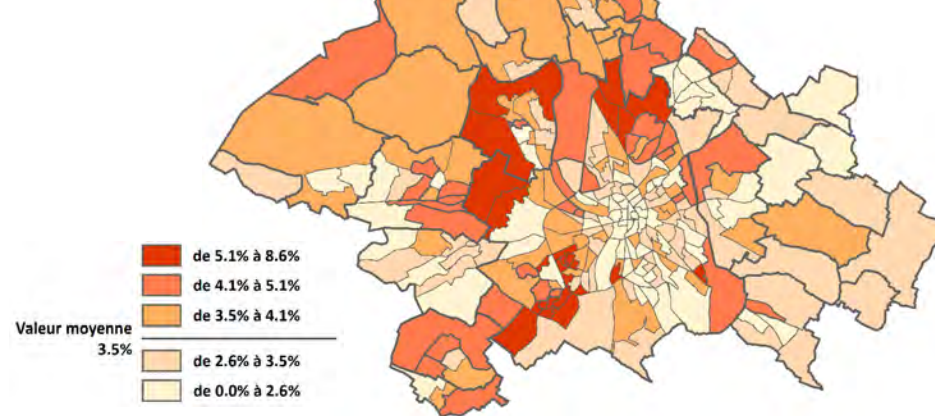 de 5.1% à 8.6%
de 4.1% à 5.1%
de 3.5% à 4.1%
Valeur moyenne
3.5%
de 2.6% à 3.5%
de 0.0% à 2.6%